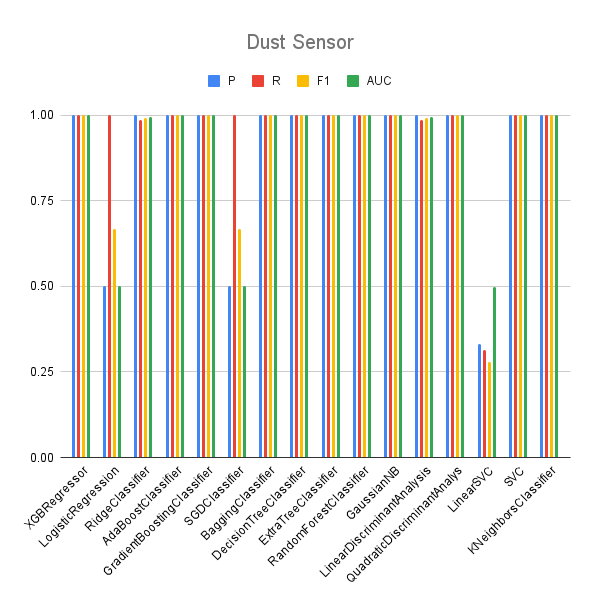 Dust Sensor
P R F1 AUC
1.00
0.75
0.50
0.25
0.00
XGBRegressor
LogisticRegression
RidgeClassifier
AdaBoostClassifier
GradientBoostingClassifier
SGDClassifier
BaggingClassifier
DecisionTreeClassifier
ExtraTreeClassifier
RandomForestClassifier
GaussianNB
LinearDiscriminantAnalysis
QuadraticDiscriminantAnalys
LinearSVC
SVC
KNeighborsClassifier